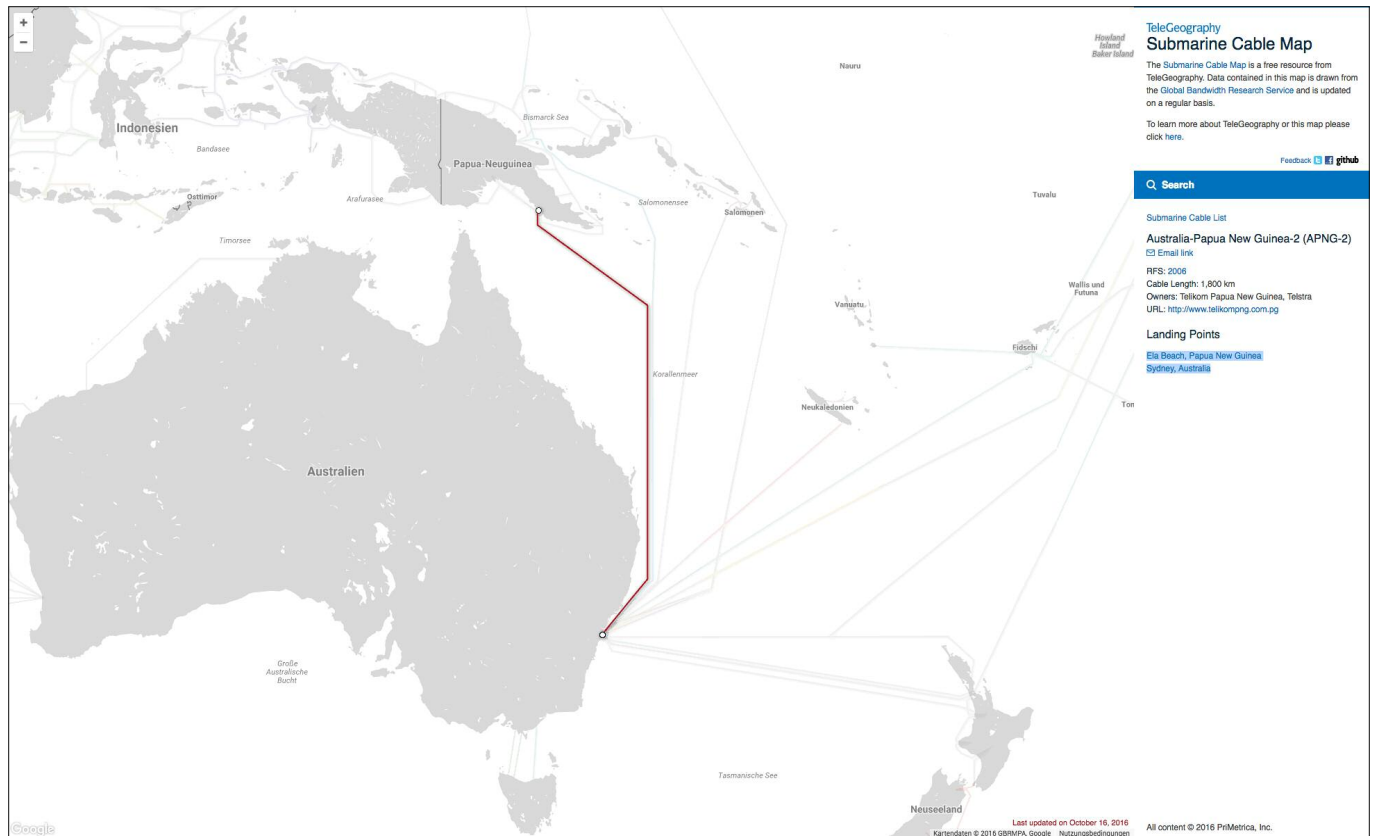 +
−
Howland
Island
Baker Island
Nauru
Indonesien
Bismarck Sea
Bandasee
Papua-Neuguinea
Osttimor
Arafurasee
Salomonensee
Salomonen
Tuvalu
Timorsee
Wallis und
Futuna
Vanuatu
Fidschi
Korallenmeer
Neukaledonien
Ton
Australien
Große
Australische
Bucht
Tasmanische See
Neuseeland
Google
Last updated on October 16, 2016
Kartendaten © 2016 GBRMPA, Google Nutzungsbedingungen
TeleGeography
Submarine Cable Map
The Submarine Cable Map is a free resource from
TeleGeography. Data contained in this map is drawn from
the Global Bandwidth Research Service and is updated
on a regular basis.
To learn more about TeleGeography or this map please
click here.
Feedback github
Search
Submarine Cable List
Australia-Papua New Guinea-2 (APNG-2)
Email link
RFS: 2006
Cable Length: 1,800 km
Owners: Telikom Papua New Guinea, Telstra
URL: http://www.telikompng.com.pg
Landing Points
Ela Beach, Papua New Guinea
Sydney, Australia
All content © 2016 PriMetrica, Inc.